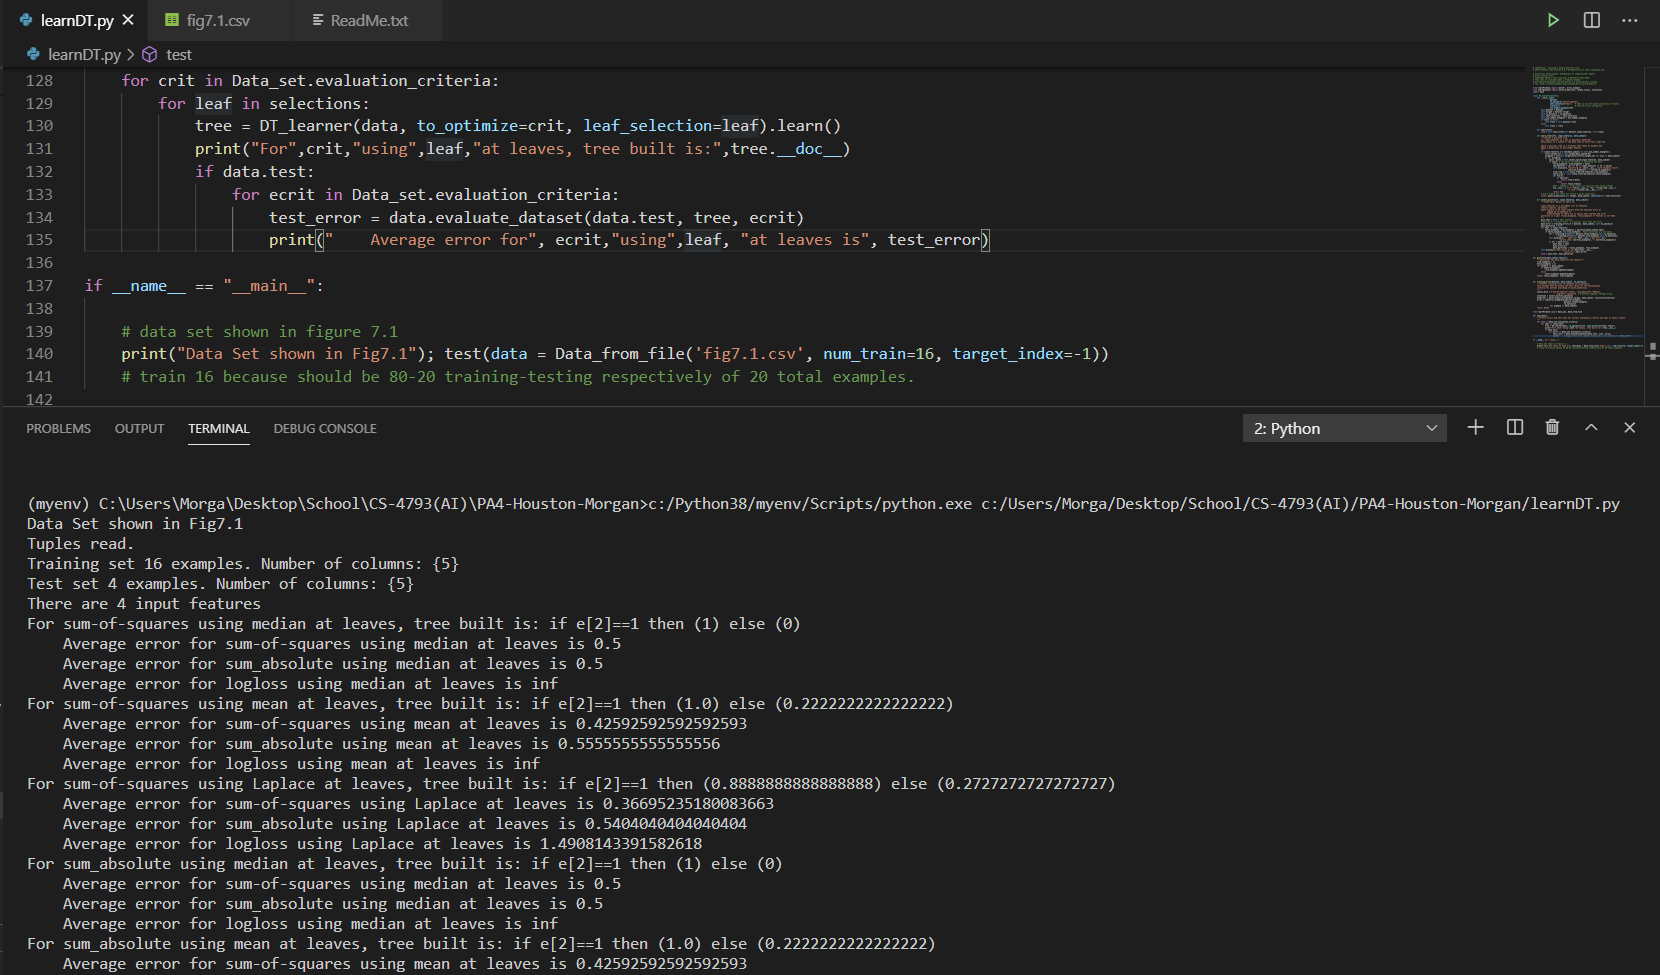 learnDT.py
fig7.1.csv
ReadMe.txt
learnDT.py > test
128 for crit in Data_set.evaluation_criteria:
129 for leaf in selections:
130 tree = DT_learner(data, to_optimize=crit, leaf_selection=leaf).learn()
131 print("For",crit,"using",leaf,"at leaves, tree built is:",tree.__doc__)
132 if data.test:
133 for ecrit in Data_set.evaluation_criteria:
134 test_error = data.evaluate_dataset(data.test, tree, ecrit)
135 print("    Average error for", ecrit,"using",leaf, "at leaves is", test_error)
136
137 if __name__ == "__main__":
138
139 # data set shown in figure 7.1
140 print("Data Set shown in Fig7.1"); test(data = Data_from_file('fig7.1.csv', num_train=16, target_index=-1))
141 # train 16 because should be 80-20 training-testing respectively of 20 total examples.
142
PROBLEMS OUTPUT TERMINAL DEBUG CONSOLE
2: Python
(myenv) C:\Users\Morga\Desktop\School\CS-4793(AI)\PA4-Houston-Morgan>c:/Python38/myenv/Scripts/python.exe c:/Users/Morga/Desktop/School/CS-4793(AI)/PA4-Houston-Morgan/learnDT.py
Data Set shown in Fig7.1
Tuples read.
Training set 16 examples. Number of columns: {5}
Test set 4 examples. Number of columns: {5}
There are 4 input features
For sum-of-squares using median at leaves, tree built is: if e[2]==1 then (1) else (0)
    Average error for sum-of-squares using median at leaves is 0.5
    Average error for sum_absolute using median at leaves is 0.5
    Average error for logloss using median at leaves is inf
For sum-of-squares using mean at leaves, tree built is: if e[2]==1 then (1.0) else (0.2222222222222222)
    Average error for sum-of-squares using mean at leaves is 0.42592592592592593
    Average error for sum_absolute using mean at leaves is 0.5555555555555556
    Average error for logloss using mean at leaves is inf
For sum-of-squares using Laplace at leaves, tree built is: if e[2]==1 then (0.8888888888888888) else (0.2727272727272727)
    Average error for sum-of-squares using Laplace at leaves is 0.36695235180083663
    Average error for sum_absolute using Laplace at leaves is 0.5404040404040404
    Average error for logloss using Laplace at leaves is 1.4908143391582618
For sum_absolute using median at leaves, tree built is: if e[2]==1 then (1) else (0)
    Average error for sum-of-squares using median at leaves is 0.5
    Average error for sum_absolute using median at leaves is 0.5
    Average error for logloss using median at leaves is inf
For sum_absolute using mean at leaves, tree built is: if e[2]==1 then (1.0) else (0.2222222222222222)
    Average error for sum-of-squares using mean at leaves is 0.42592592592592593